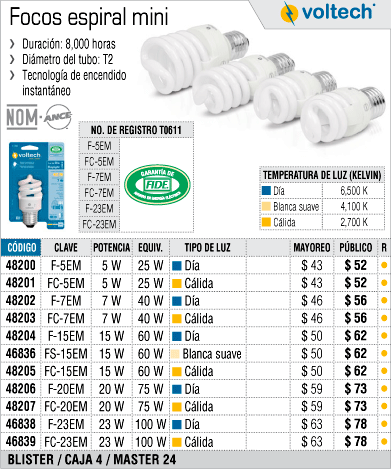 Focos espiral mini
voltech®
Duración: 8,000 horas
Diámetro del tubo: T2
Tecnología de encendido
instantáneo
NOM ANCE
NO. DE REGISTRO T0611
F-5EM
FC-5EM
F-7EM
FC-7EM
F-23EM
FC-23EM
voltech
GARANTÍA DE
FIDE
TEMPERATURA DE LUZ (KELVIN)
Día 6,500 K
Blanca suave 4,100 K
Cálida 2,700 K
CÓDIGO CLAVE POTENCIA EQUIV. TIPO DE LUZ MAYOREO PÚBLICO R
48200 F-5EM 5 W 25 W Día $ 43 $ 52
48201 FC-5EM 5 W 25 W Cálida $ 43 $ 52
48202 F-7EM 7 W 40 W Día $ 46 $ 56
48203 FC-7EM 7 W 40 W Cálida $ 46 $ 56
48204 F-15EM 15 W 60 W Día $ 50 $ 62
46836 FS-15EM 15 W 60 W Blanca suave $ 50 $ 62
48205 FC-15EM 15 W 60 W Cálida $ 50 $ 62
48206 F-20EM 20 W 75 W Día $ 59 $ 73
48207 FC-20EM 20 W 75 W Cálida $ 59 $ 73
46838 F-23EM 23 W 100 W Día $ 63 $ 78
46839 FC-23EM 23 W 100 W Cálida $ 63 $ 78
BLISTER / CAJA 4 / MASTER 24